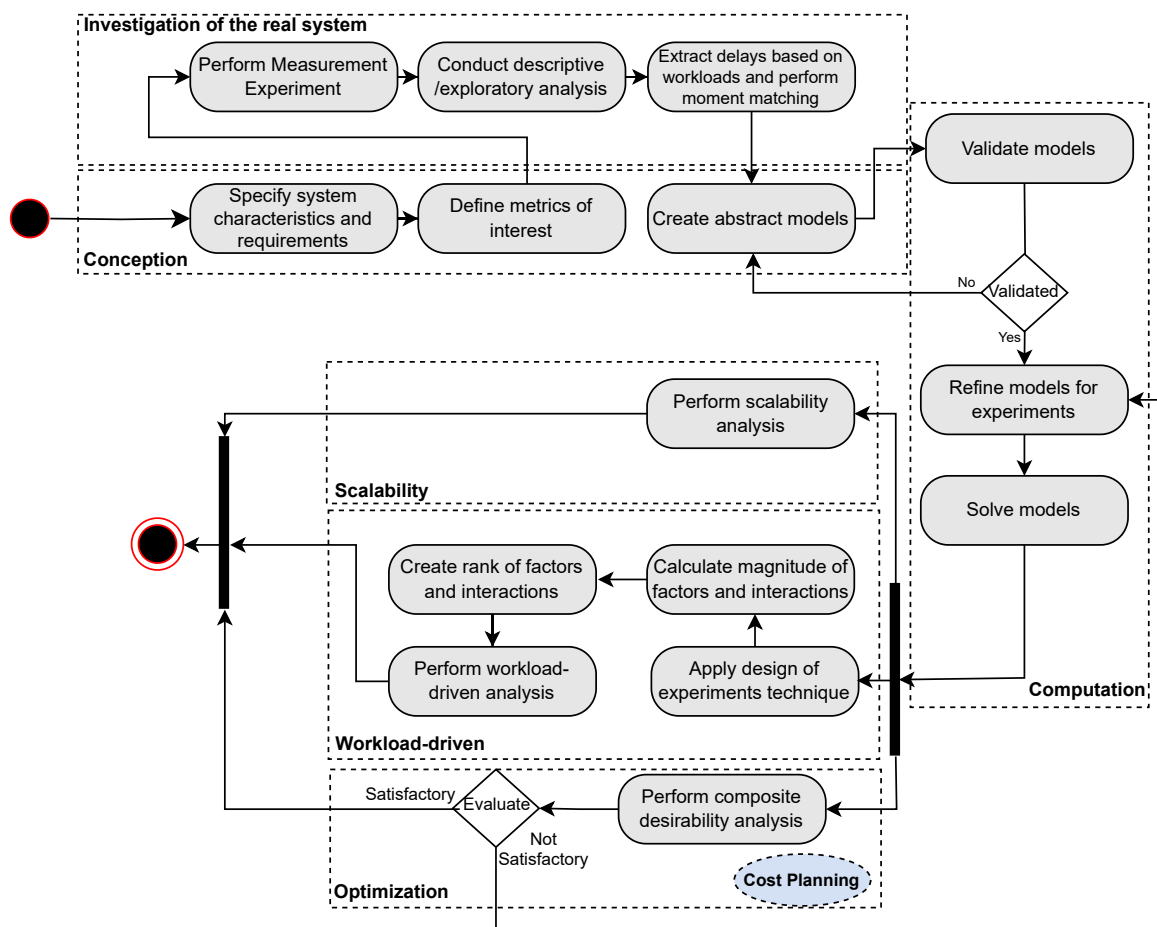 Investigation of the real system
Perform Measurement
Experiment
Conduct descriptive
/exploratory analysis
Extract delays based on
workloads and perform
moment matching
Validate models
Specify system
characteristics and
requirements
Define metrics of
interest
Create abstract models
Conception
No
Validated
Yes
Refine models for
experiments
Perform scalability
analysis
Scalability
Solve models
Create rank of factors
and interactions
Calculate magnitude of
factors and interactions
Perform workload-
driven analysis
Apply design of
experiments technique
Computation
Workload-driven
Satisfactory
Evaluate
Perform composite
desirability analysis
Not
Satisfactory
Cost Planning
Optimization